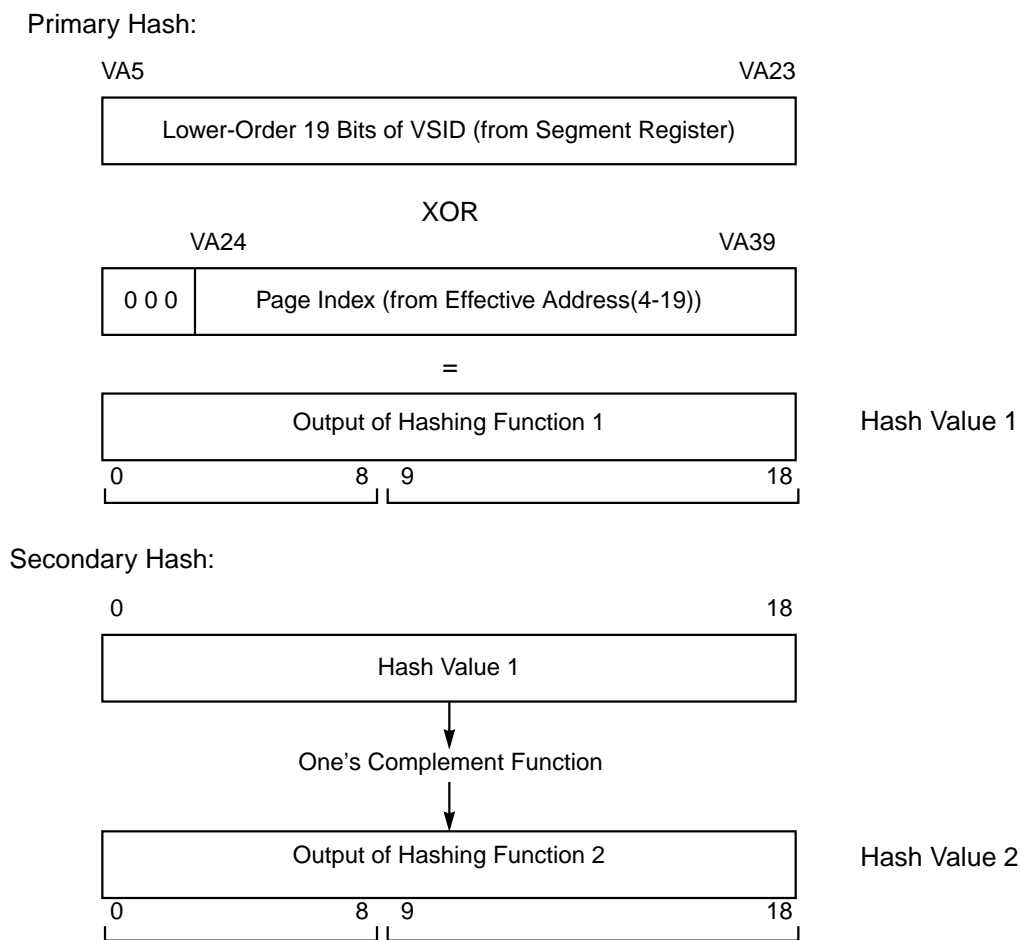 Primary Hash:
VA5 VA23
Lower-Order 19 Bits of VSID (from Segment Register)
XOR
VA24 VA39
0 0 0 Page Index (from Effective Address(4-19))
=
Output of Hashing Function 1 Hash Value 1
0 8 9 18
Secondary Hash:
0 18
Hash Value 1
One's Complement Function
Output of Hashing Function 2 Hash Value 2
0 8 9 18